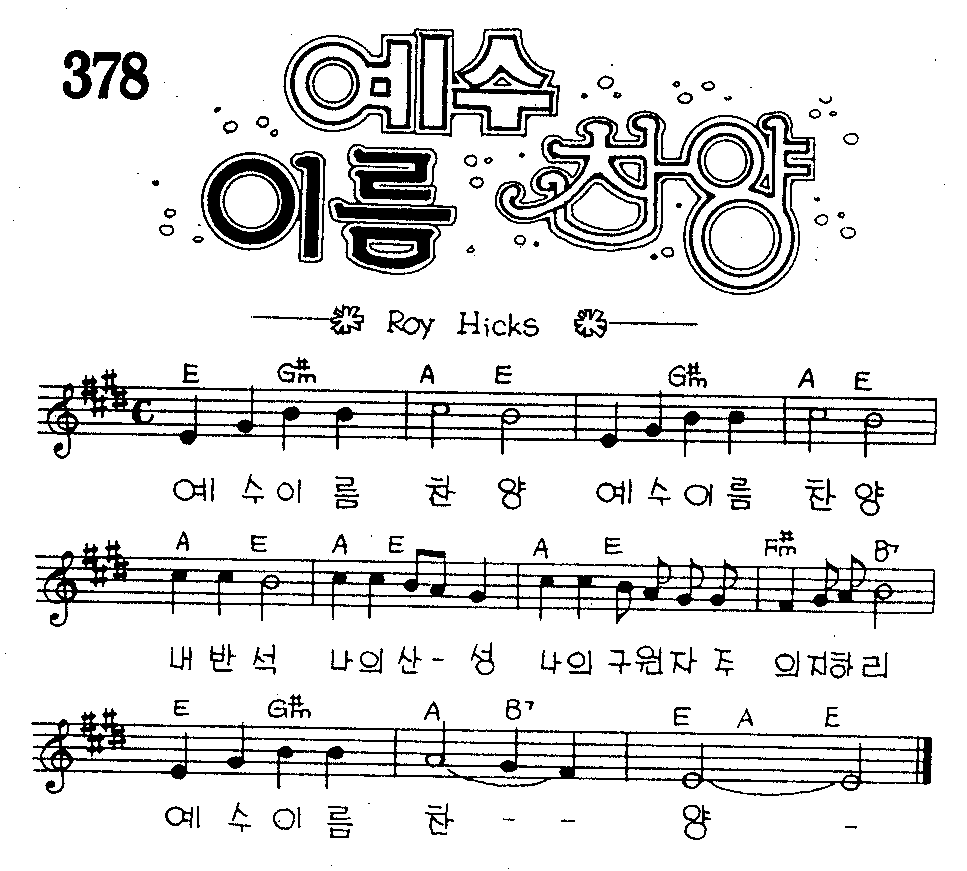 378
예수
이름 찬양
Roy Hicks
E G#m A E G#m A E
C
예 수 이 름 찬 양 예 수 이 름 찬 양
A E A E A E F#m B7
내 반 석 나 의 산 - 성 나 의 구 원 자 주 의 지 하 리
E G#m A B7 E A E
예 수 이 름 찬 - - 양 -